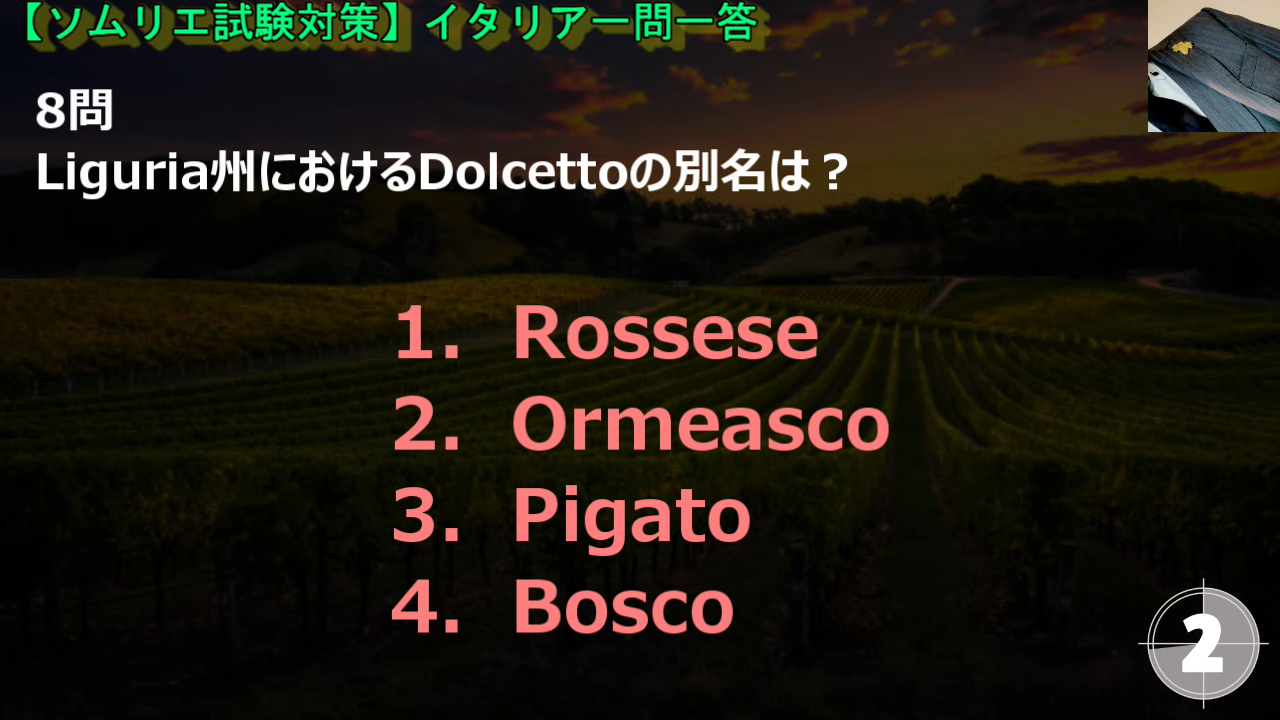 【ソムリエ試験対策】イタリア一問一答
8問
Liguria州におけるDolcettoの別名は？
1. Rossese
2. Ormeasco
3. Pigato
4. Bosco
2